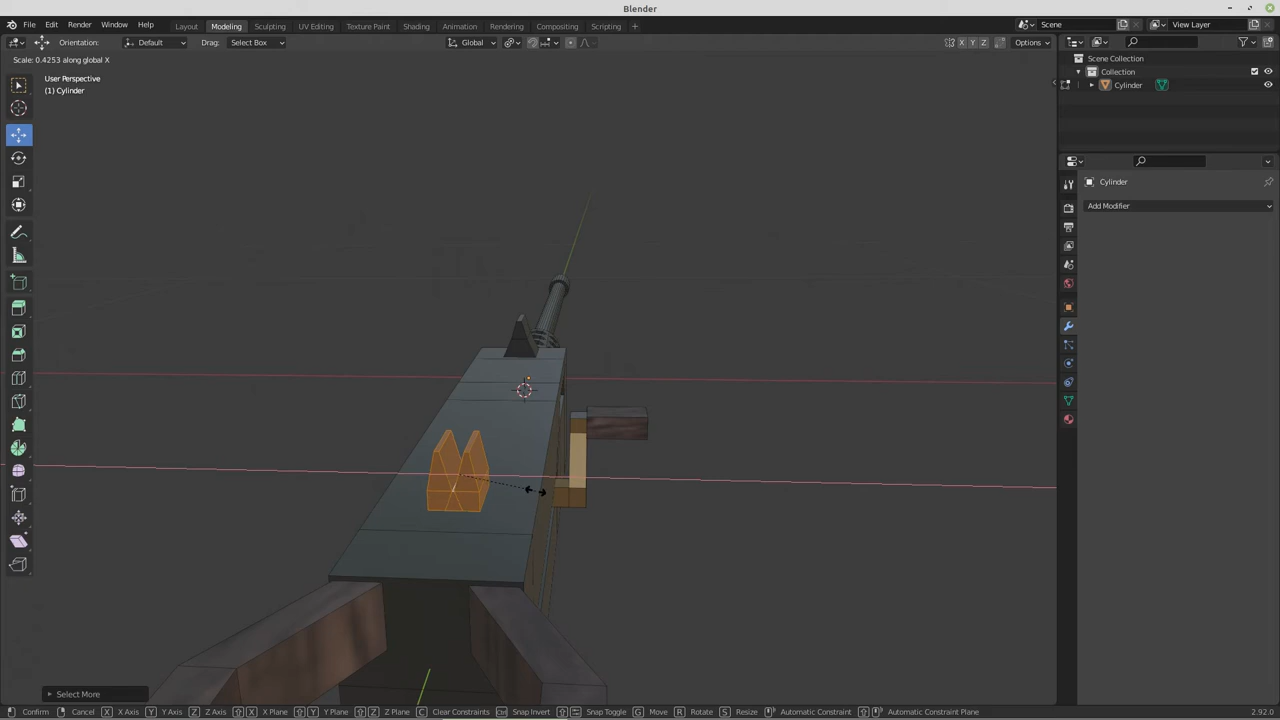 Blender
File Edit Render Window Help Layout Modeling Sculpting UV Editing Texture Paint Shading Animation Rendering Compositing Scripting + Scene View Layer
Orientation: Default Drag: Select Box Global X Y Z Options
Scale: 0.4253 along global X
User Perspective
(1) Cylinder
Scene Collection
Collection
Cylinder
Cylinder
Add Modifier
Select More
Confirm Cancel X X Axis Y Y Axis Z Z Axis X X Plane Y Y Plane Z Z Plane C Clear Constraints Ctrl Snap Invert Snap Toggle G Move R Rotate S Resize Automatic Constraint Automatic Constraint Plane 2.92.0